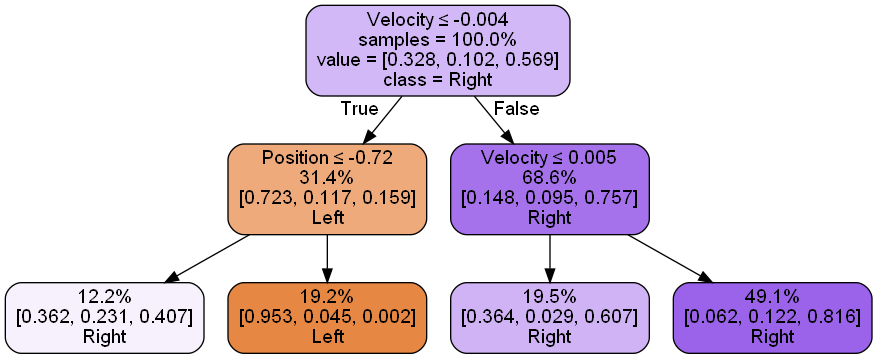 Velocity ≤ -0.004
samples = 100.0%
value = [0.328, 0.102, 0.569]
class = Right
True
False
Position ≤ -0.72
31.4%
[0.723, 0.117, 0.159]
Left
Velocity ≤ 0.005
68.6%
[0.148, 0.095, 0.757]
Right
12.2%
[0.362, 0.231, 0.407]
Right
19.2%
[0.953, 0.045, 0.002]
Left
19.5%
[0.364, 0.029, 0.607]
Right
49.1%
[0.062, 0.122, 0.816]
Right